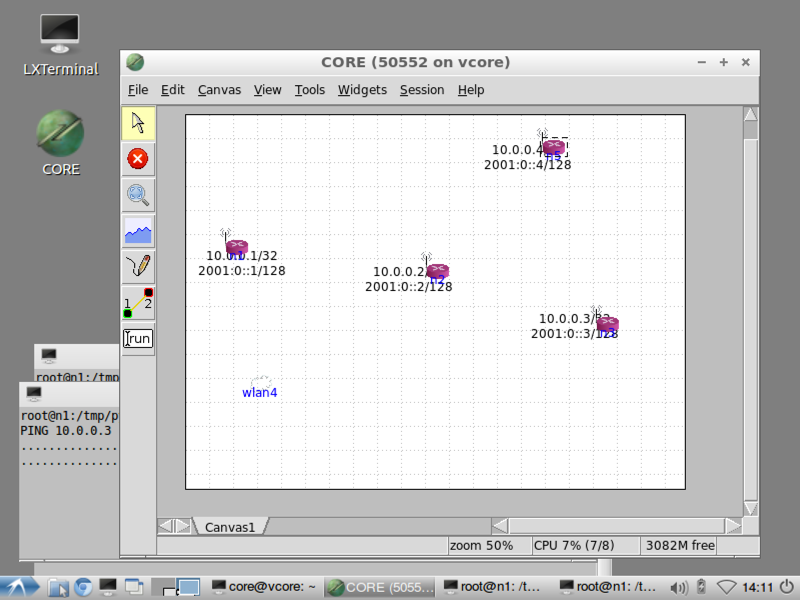 LXTerminal
CORE
CORE (50552 on vcore)
File Edit Canvas View Tools Widgets Session Help
10.0.0.4
n5
2001:0::4/128
n1
10.0.0.1/32
2001:0::1/128
10.0.0.2/
n2
2001:0::2/128
10.0.0.3/32
n3
2001:0::3/128
wlan4
1 2
run
root@n1:/tmp
root@n1:/tmp/p
PING 10.0.0.3
...............
...............
Canvas1
zoom 50% CPU 7% (7/8) 3082M free
core@vcore: ~ CORE (5055... root@n1: /t... root@n1: /t... 14:11